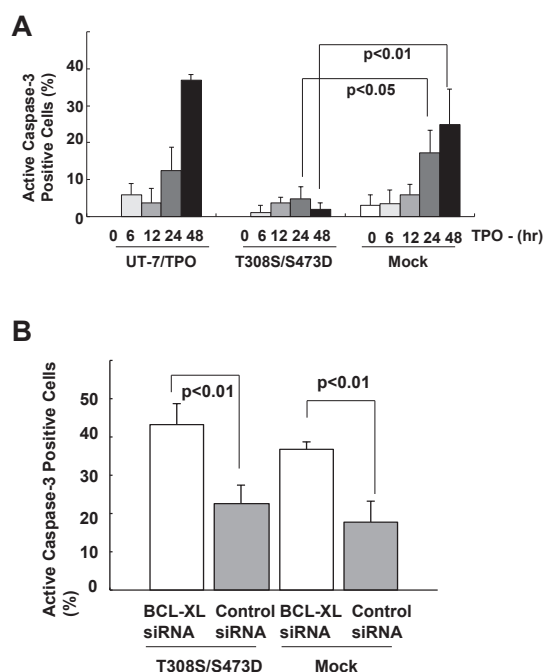 A
Active Caspase-3
Positive Cells (%)
50
40
30
20
10
0
p<0.01
p<0.05
0 6 12 24 48 0 6 12 24 48 0 6 12 24 48 TPO - (hr)
UT-7/TPO T308S/S473D Mock
B
Active Caspase-3 Positive Cells
(%)
50
40
30
20
10
0
p<0.01
p<0.01
BCL-XL Control BCL-XL Control
siRNA siRNA siRNA siRNA
T308S/S473D Mock